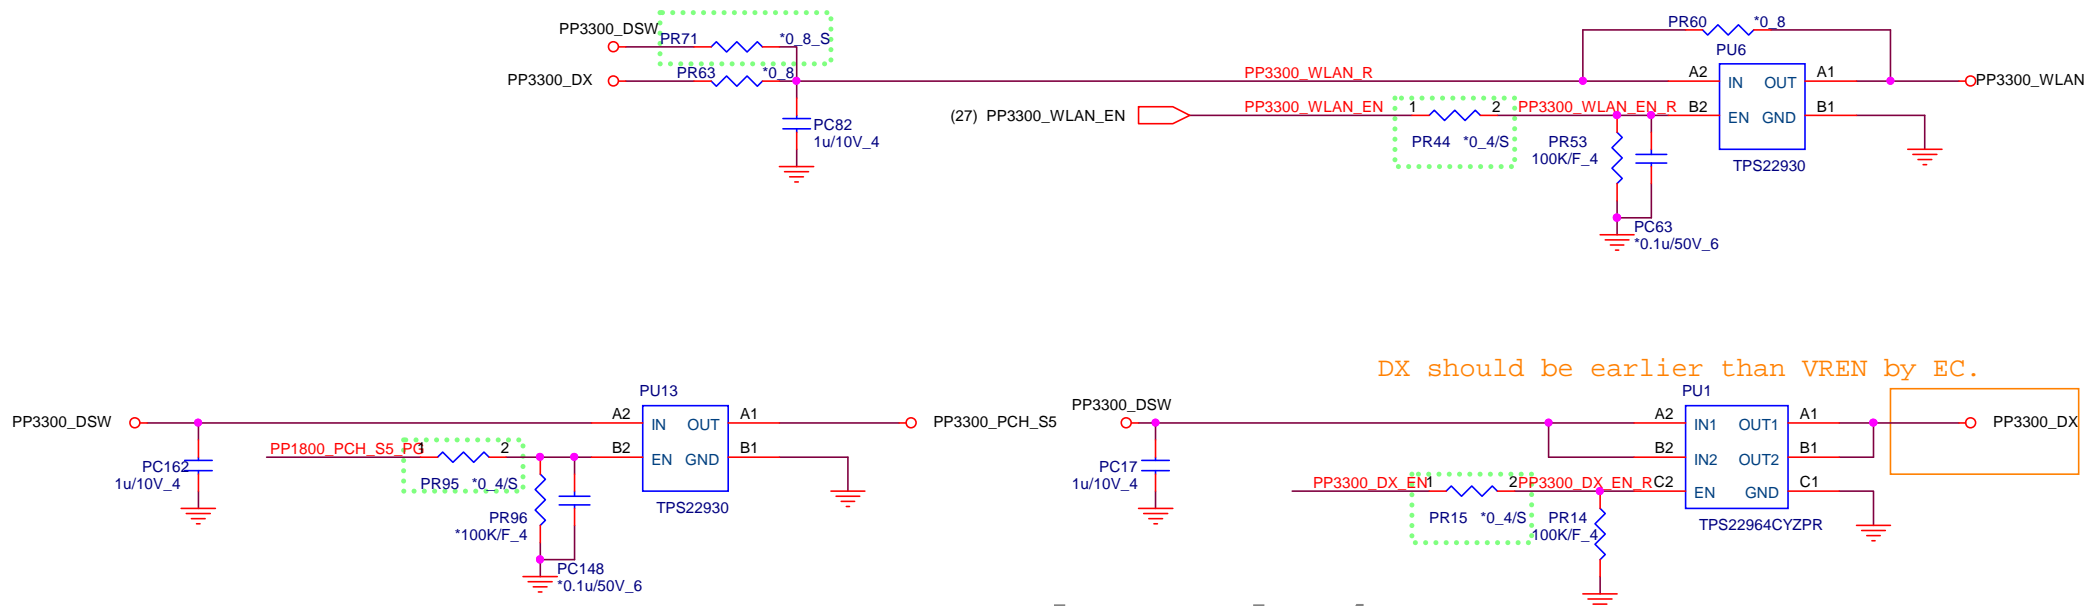 PP3300_DSW
PR71 *0_8_S
PP3300_DX
PR63 *0_8
PC82
1u/10V_4
PP3300_WLAN_R
PR60 *0_8
PU6
A2 IN OUT A1
PP3300_WLAN
(27) PP3300_WLAN_EN
PP3300_WLAN_EN 1 2 PP3300_WLAN_EN_R B2 EN GND B1
PR44 *0_4/S
PR53
100K/F_4
TPS22930
PC63
*0.1u/50V_6
PU13
PP3300_DSW
A2 IN OUT A1
PP3300_PCH_S5
PP1800_PCH_S5_PG 1 2 B2 EN GND B1
PC162
1u/10V_4
PR95 *0_4/S
PR96
*100K/F_4
TPS22930
PC148
*0.1u/50V_6
DX should be earlier than VREN by EC.
PU1
PP3300_DSW
A2 IN1 OUT1 A1
PP3300_DX
B2 IN2 OUT2 B1
PC17
1u/10V_4
PP3300_DX_EN 1 2 PP3300_DX_EN_R C2 EN GND C1
PR15 *0_4/S
PR14
100K/F_4
TPS22964CYZPR